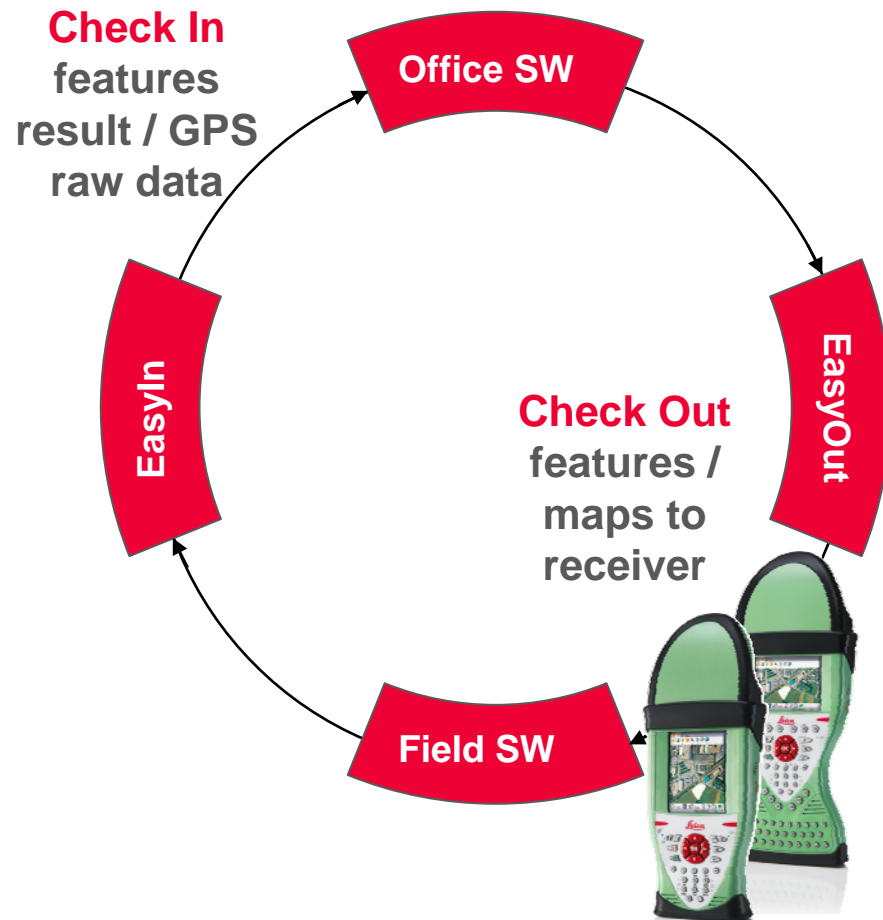 Check In
features
result / GPS
raw data
Office SW
EasyOut
EasyIn
Check Out
features /
maps to
receiver
Field SW
Leica